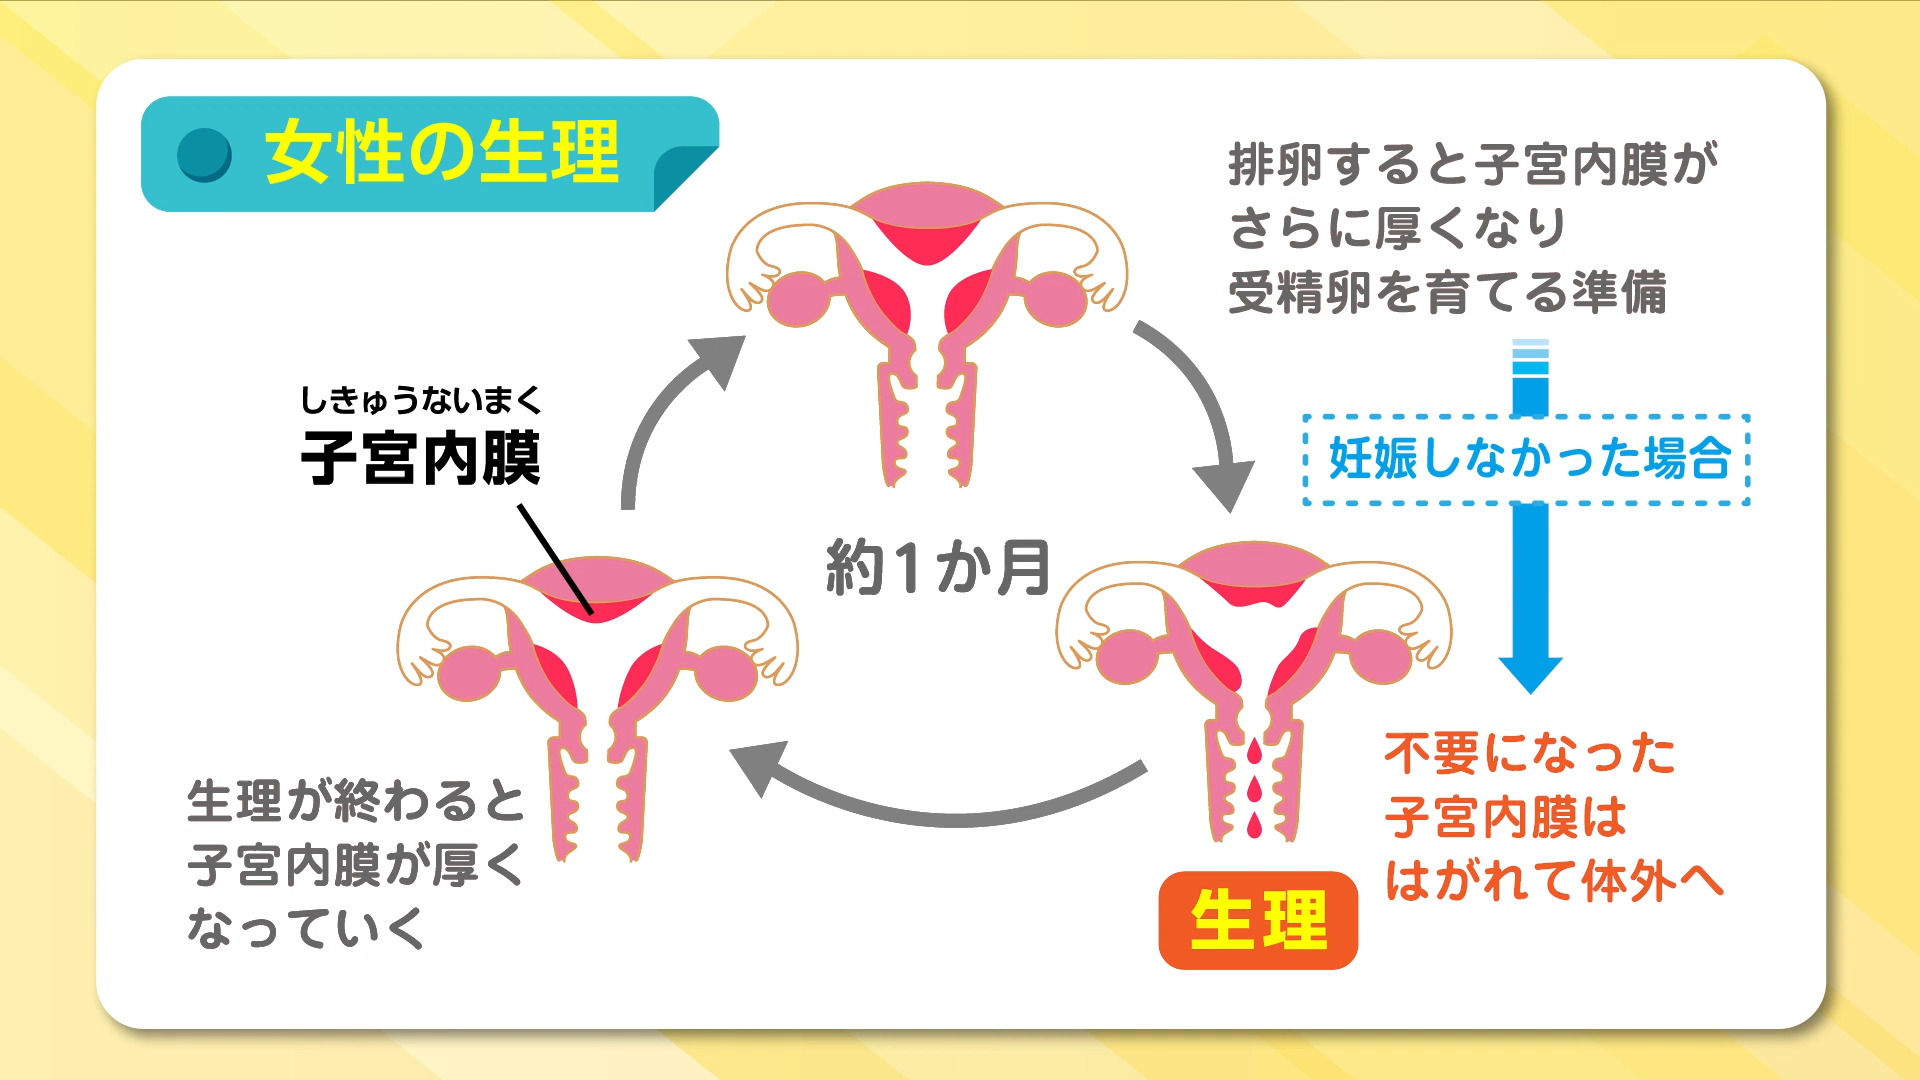 女性の生理
排卵すると子宮内膜が
さらに厚くなり
受精卵を育てる準備
しきゅうないまく
子宮内膜
妊娠しなかった場合
約1か月
不要になった
子宮内膜は
はがれて体外へ
生理が終わると
子宮内膜が厚く
なっていく
生理